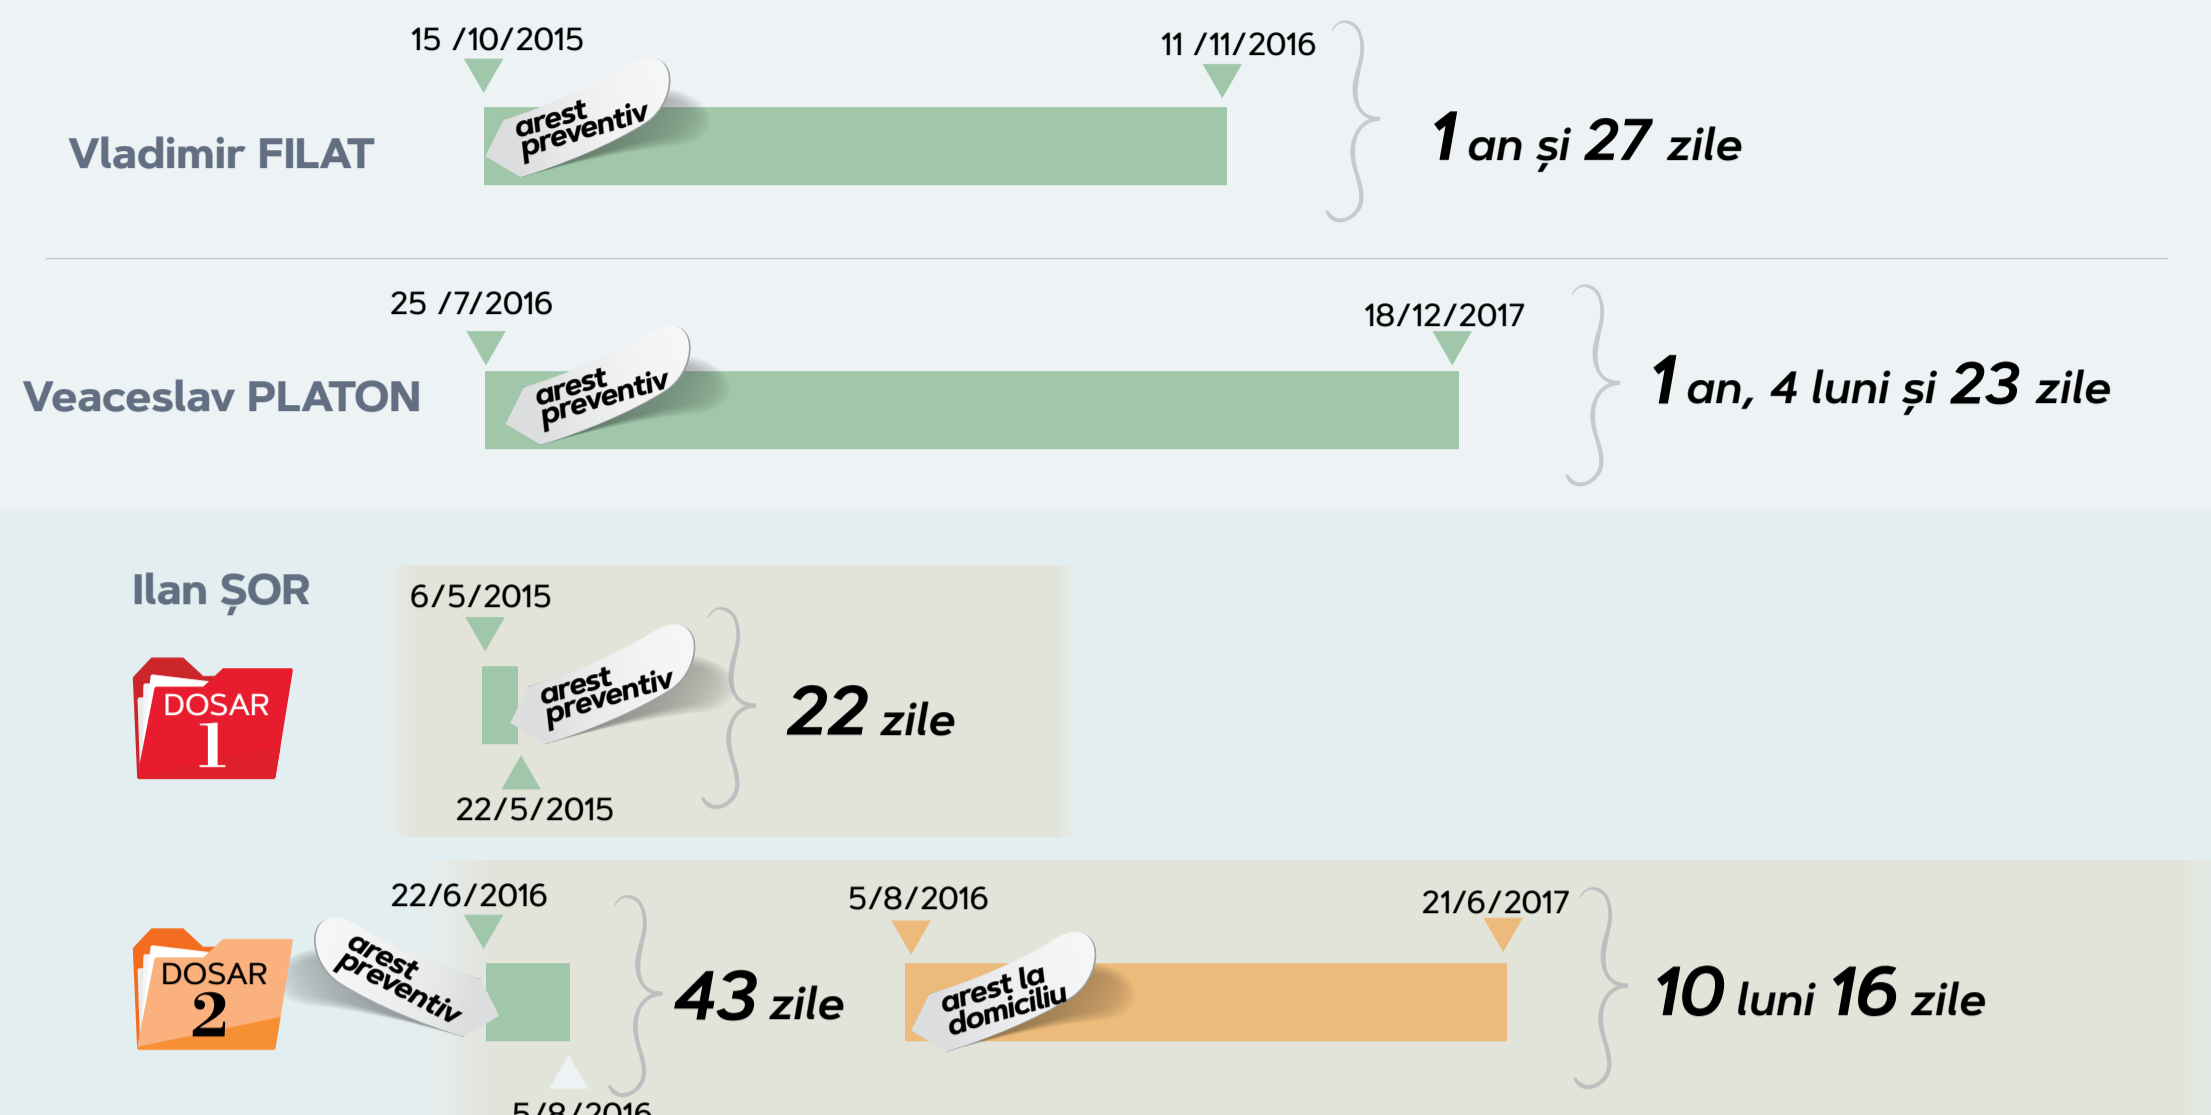 15 /10/2015
11 /11/2016
arest
preventiv
Vladimir FILAT
1 an și 27 zile
25 /7/2016
18/12/2017
arest
preventiv
Veaceslav PLATON
1 an, 4 luni și 23 zile
Ilan ȘOR
6/5/2015
DOSAR
1
arest
preventiv
22 zile
22/5/2015
22/6/2016
5/8/2016
21/6/2017
DOSAR
2
arest
preventiv
43 zile
arest la
domiciliu
10 luni 16 zile
5/8/2016